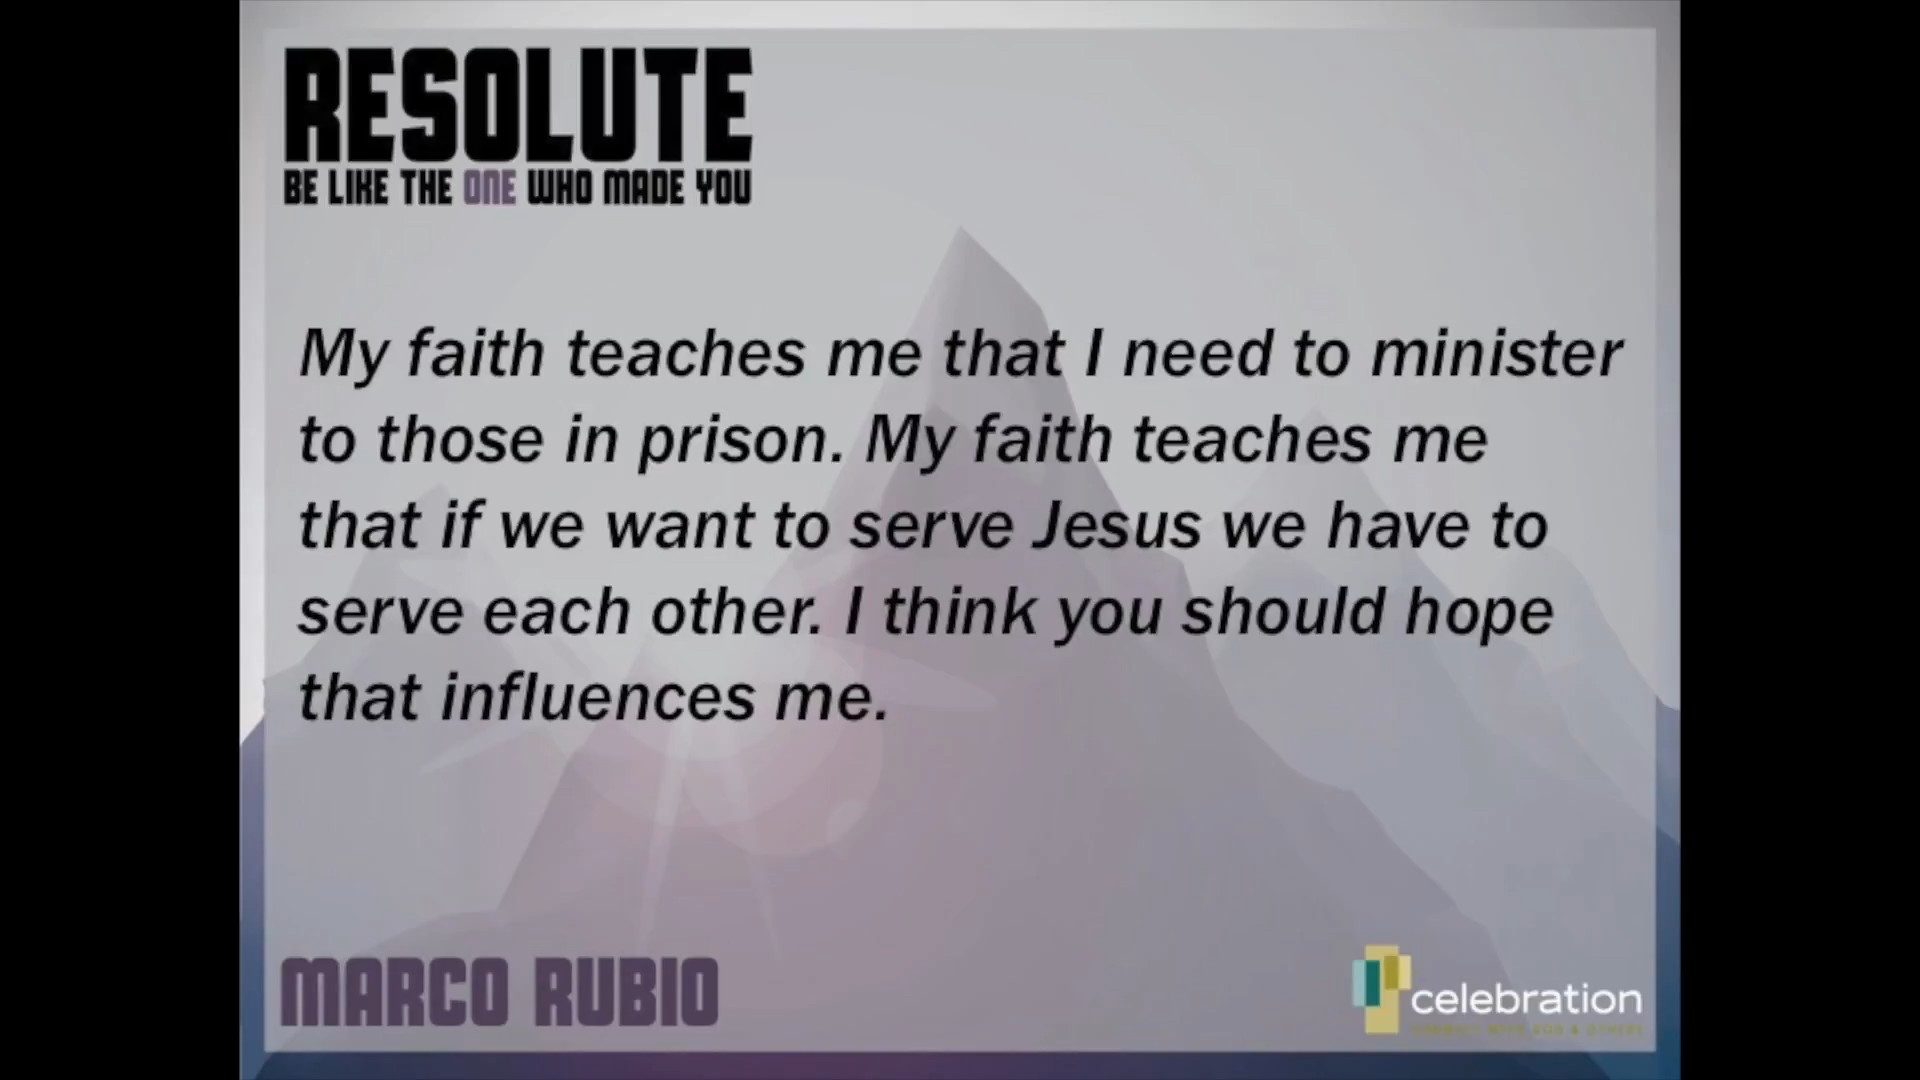 RESOLUTE
BE LIKE THE ONE WHO MADE YOU
My faith teaches me that I need to minister
to those in prison. My faith teaches me
that if we want to serve Jesus we have to
serve each other. I think you should hope
that influences me.
MARCO RUBIO
celebration